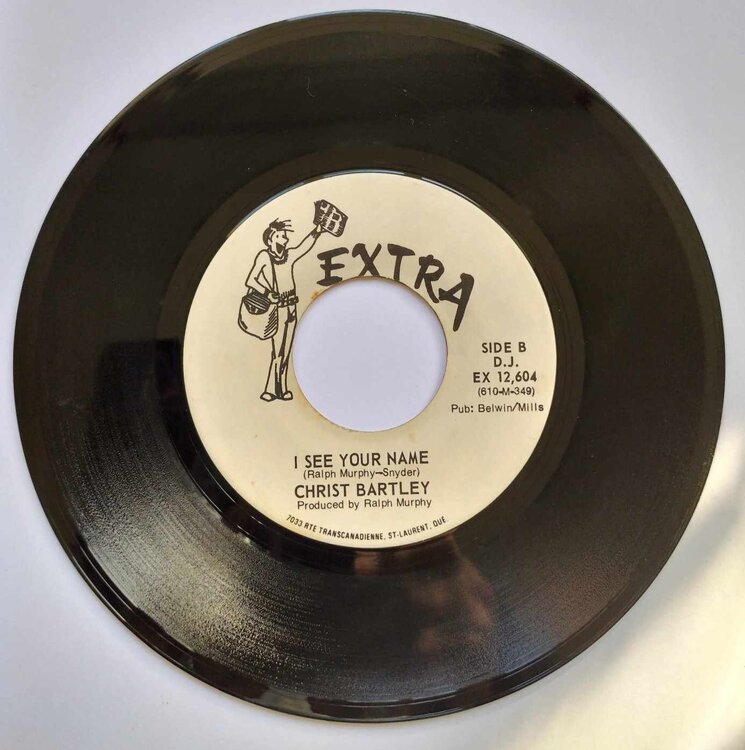 EXTRA
SIDE B
D.J.
EX 12,604
(610-M-349)
Pub: Belwin/Mills
I SEE YOUR NAME
(Ralph Murphy—Snyder)
CHRIST BARTLEY
Produced by Ralph Murphy
7033 RTE TRANSCANADIENNE, ST-LAURENT, QUE.